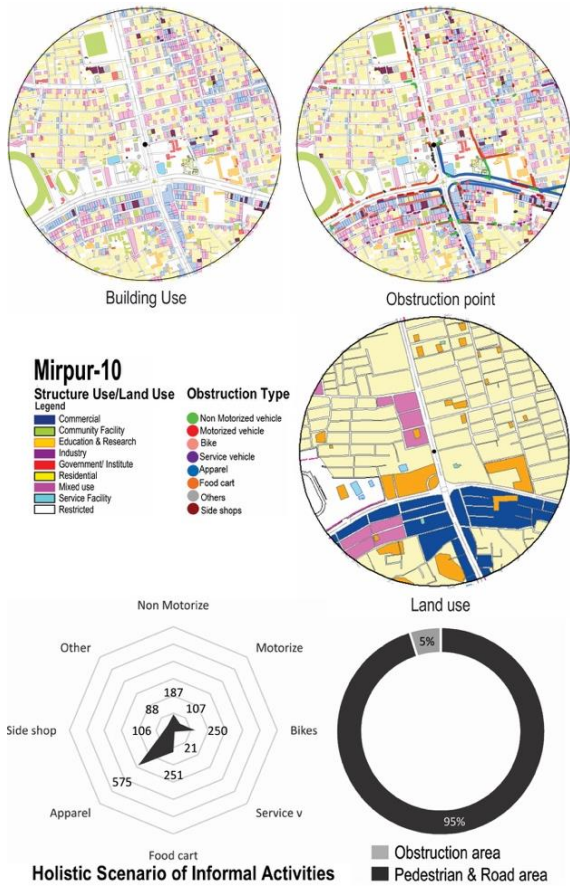 Building Use
Obstruction point
Mirpur-10
Structure Use/Land Use
Legend
Commercial
Community Facility
Education & Research
Industry
Government/ Institute
Residential
Mixed use
Service Facility
Restricted
Obstruction Type
Non Motorized vehicle
Motorized vehicle
Bike
Service vehicle
Apparel
Food cart
Others
Side shops
Land use
Non Motorize
Other
Motorize
187
88
107
Side shop
106
250
Bikes
21
575
251
Apparel
Service v
Food cart
Holistic Scenario of Informal Activities
5%
95%
Obstruction area
Pedestrian & Road area